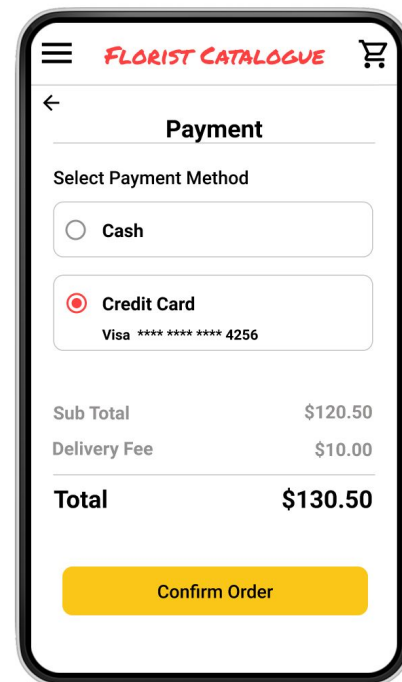 FLORIST CATALOGUE
Payment
Select Payment Method
Cash
Credit Card
Visa **** **** **** 4256
Sub Total $120.50
Delivery Fee $10.00
Total $130.50
Confirm Order